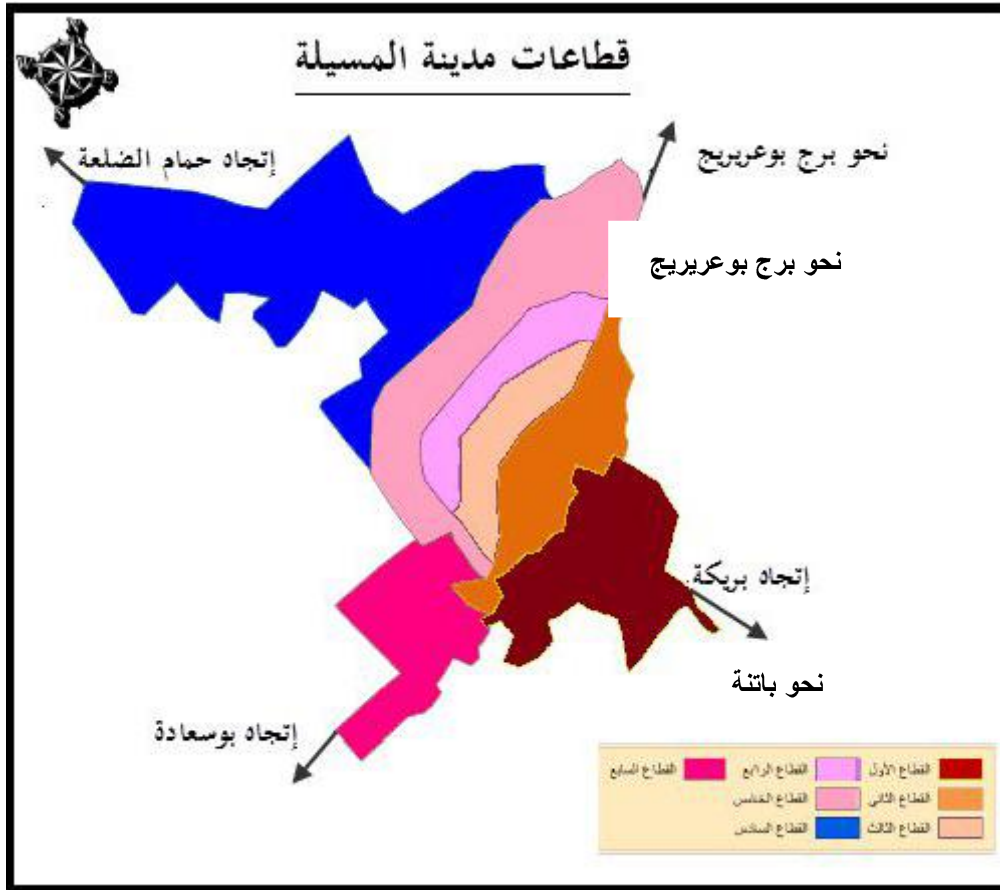 قطاعات مدينة المسيلة
إتجاه حمام الضلعة
نحو برج بوعريريج
نحو برج بوعريريج
إتجاه بريكة
نحو باتنة
إتجاه بوسعادة
القطاع الأول
القطاع الرابع
القطاع السابع
القطاع الثاني
القطاع الخامس
القطاع الثالث
القطاع السادس